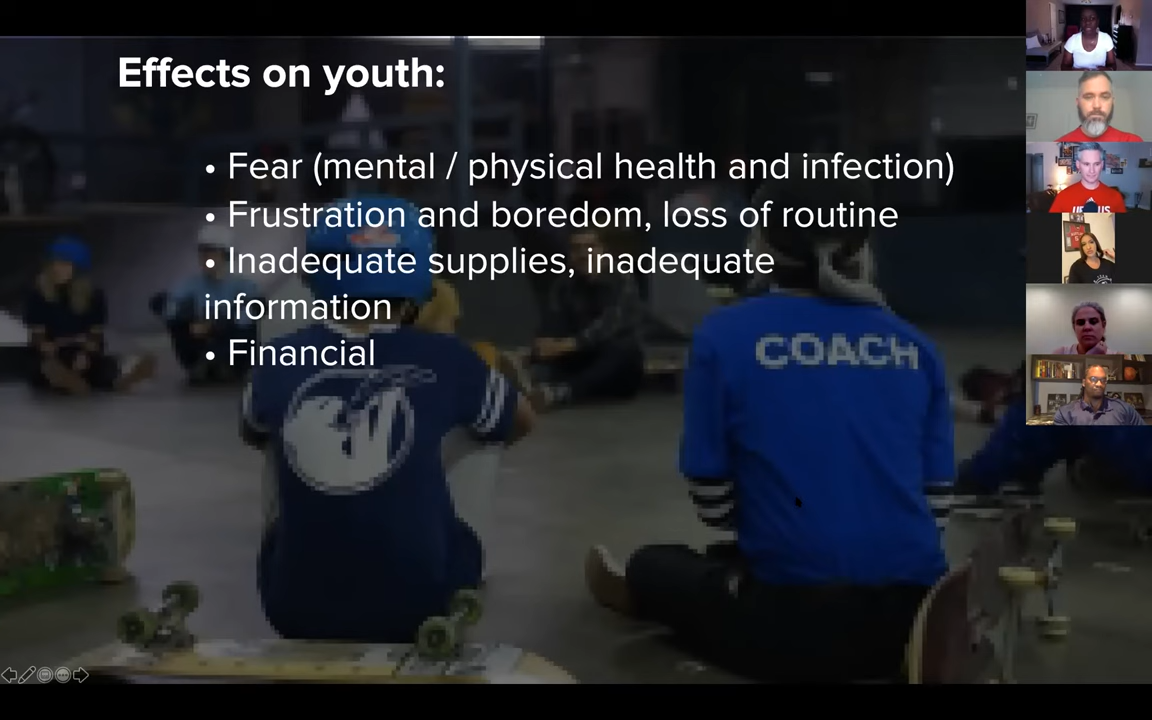 Effects on youth:
• Fear (mental / physical health and infection)
• Frustration and boredom, loss of routine
• Inadequate supplies, inadequate
information
• Financial
COACH